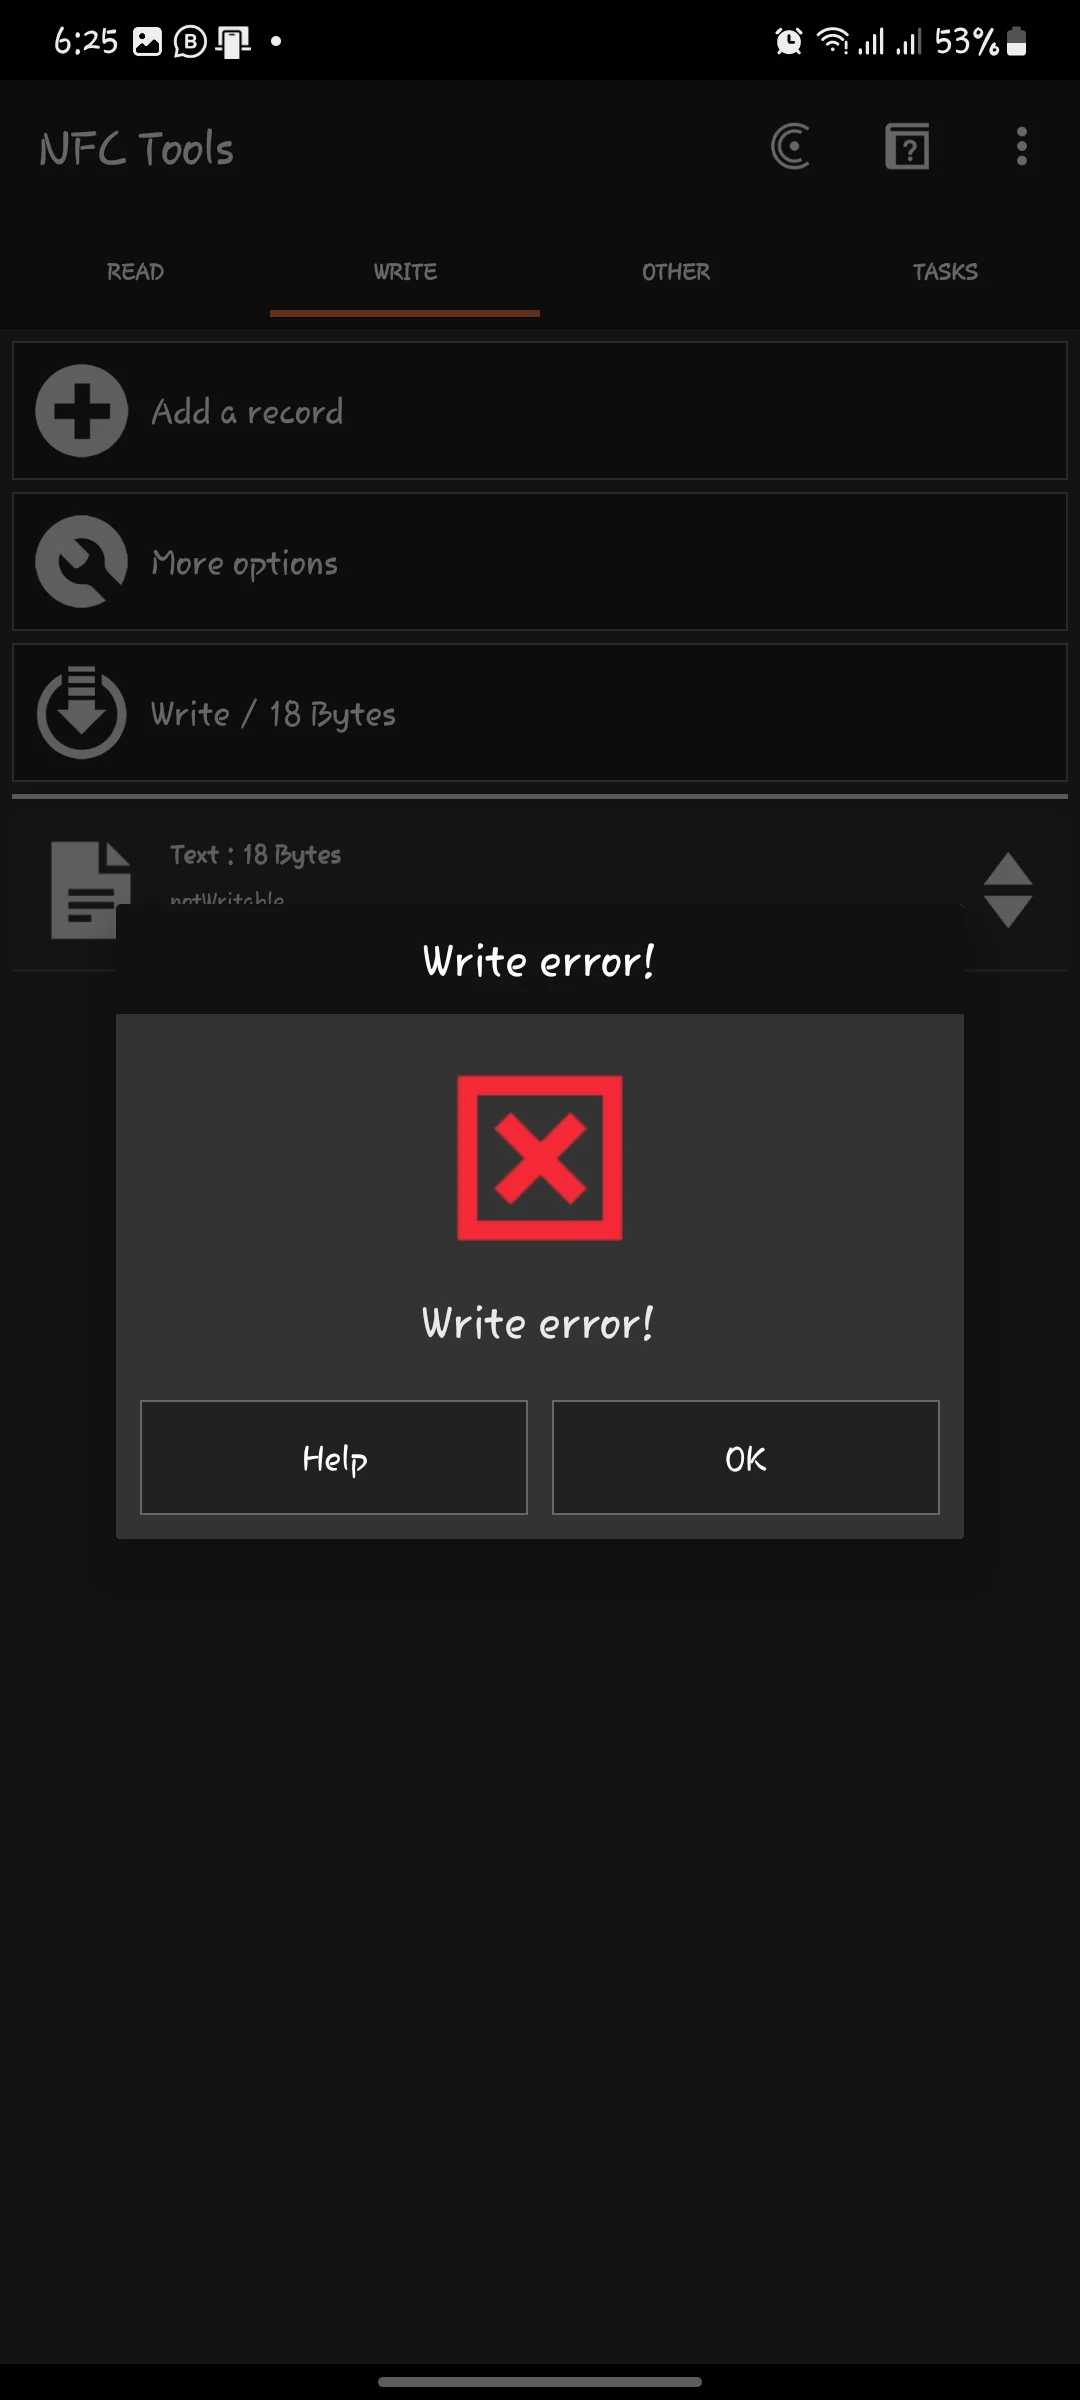 6:25 B 53%
NFC Tools
READ WRITE OTHER TASKS
Add a record
More options
Write / 18 Bytes
Text : 18 Bytes
notWritable
Write error!
Write error!
Help OK